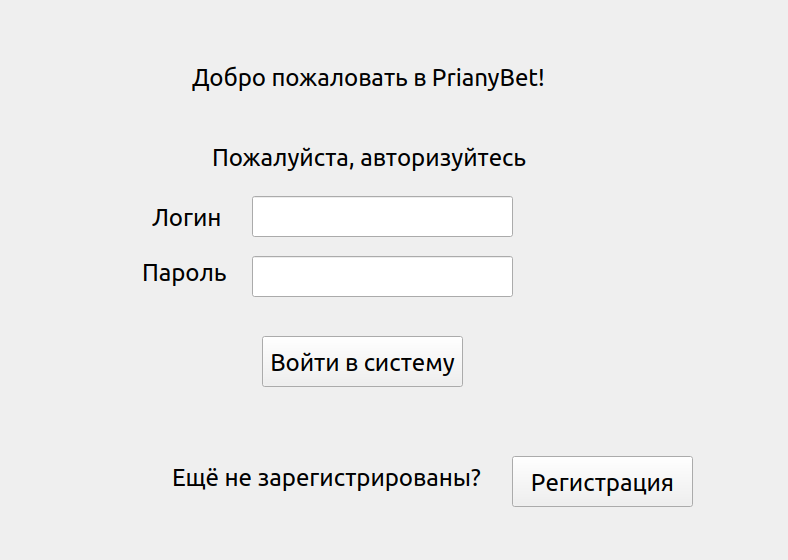 Добро пожаловать в PrianyBet!
Пожалуйста, авторизуйтесь
Логин
Пароль
Войти в систему
Ещё не зарегистрированы? Регистрация